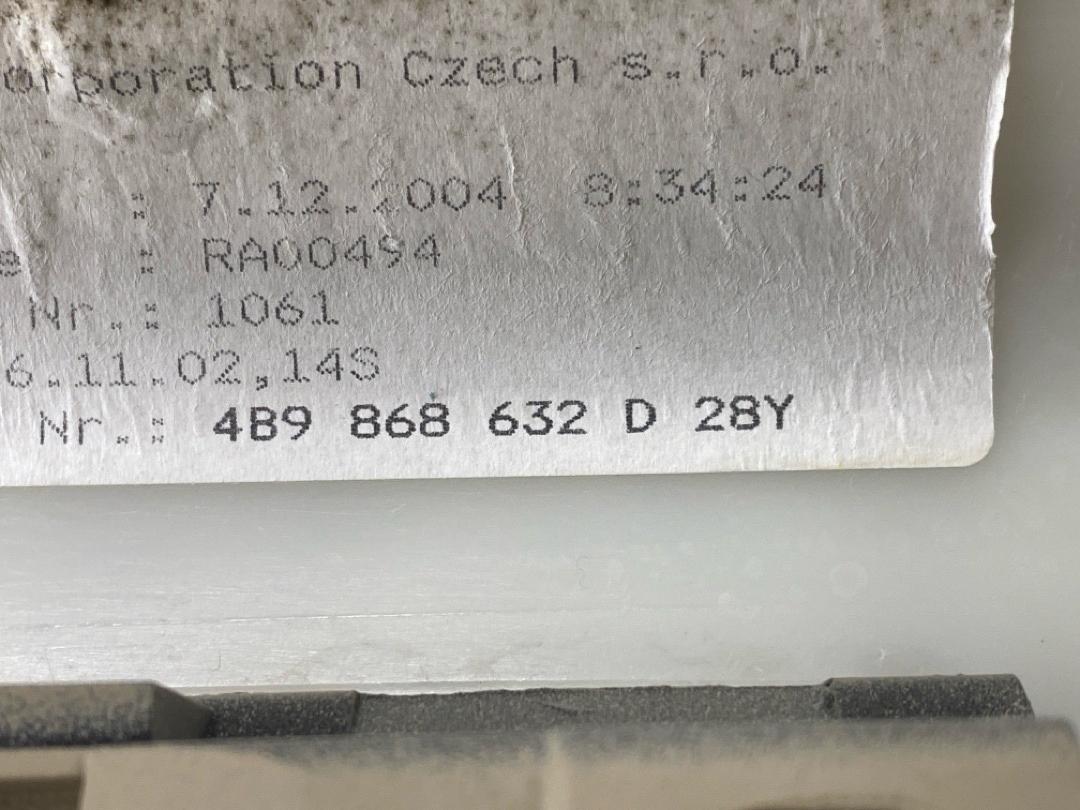 orporation Czech s.r.o.
: 7.12.2004 8:34:24
e : RA00494
Nr.: 1061
6.11.02,14S
Nr.: 4B9 868 632 D 28Y